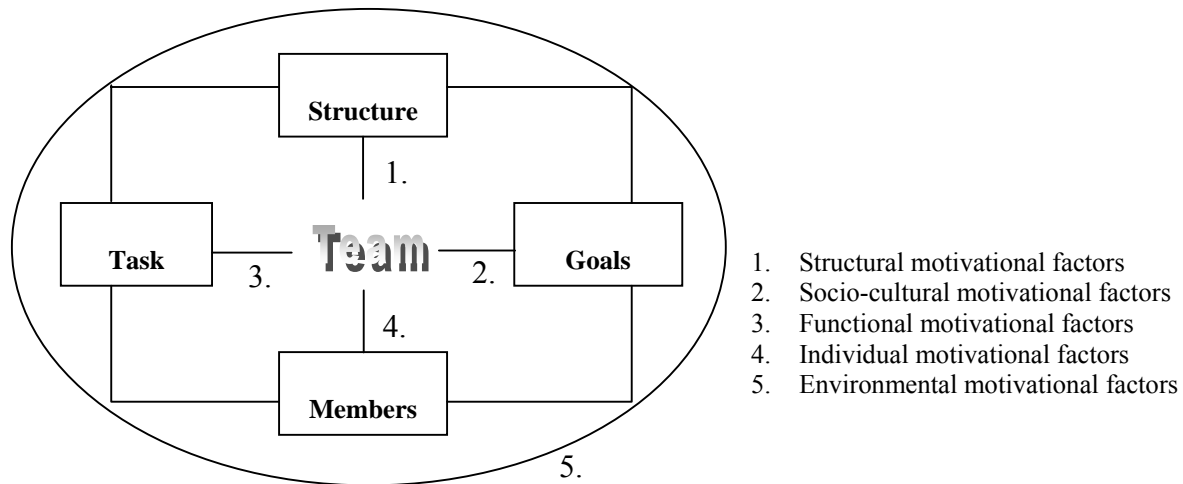 Structure
1.
Task
3.
Team
2.
Goals
4.
Members
5.
1. Structural motivational factors
2. Socio-cultural motivational factors
3. Functional motivational factors
4. Individual motivational factors
5. Environmental motivational factors